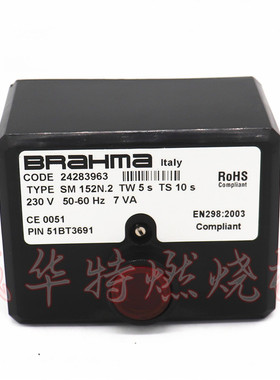 BRAHMA Italy
CODE 24283963
TYPE SM 152N.2 TW 5 s TS 10 s
230 V 50-60 Hz 7 VA
RoHS
Compliant
CE 0051
PIN 51BT3691
EN298:2003
Compliant
华特燃烧